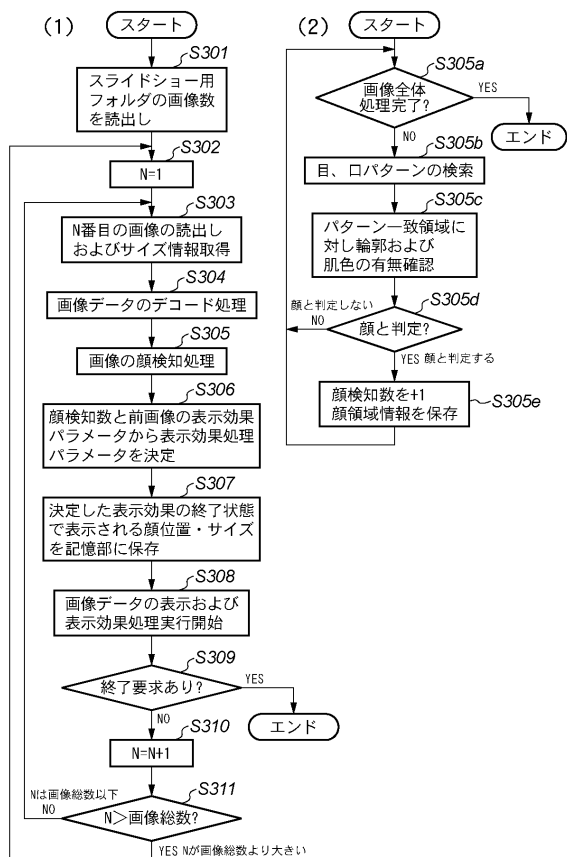 (1)
スタート
S301
スライドショー用
フォルダの画像数
を読出し
S302
N=1
S303
N番目の画像の読出し
およびサイズ情報取得
S304
画像データのデコード処理
S305
画像の顔検知処理
S306
顔検知数と前画像の表示効果
パラメータから表示効果処理
パラメータを決定
S307
決定した表示効果の終了状態
で表示される顔位置・サイズ
を記憶部に保存
S308
画像データの表示および
表示効果処理実行開始
S309
終了要求あり?
YES
エンド
NO
S310
N=N+1
S311
Nは画像総数以下
NO
N>画像総数?
YES Nが画像総数より大きい
(2)
スタート
S305a
画像全体
処理完了?
YES
エンド
NO
S305b
目、口パターンの検索
S305c
パターン一致領域に
対し輪郭および
肌色の有無確認
S305d
顔と判定しない
NO
顔と判定?
YES 顔と判定する
顔検知数を+1
顔領域情報を保存
S305e